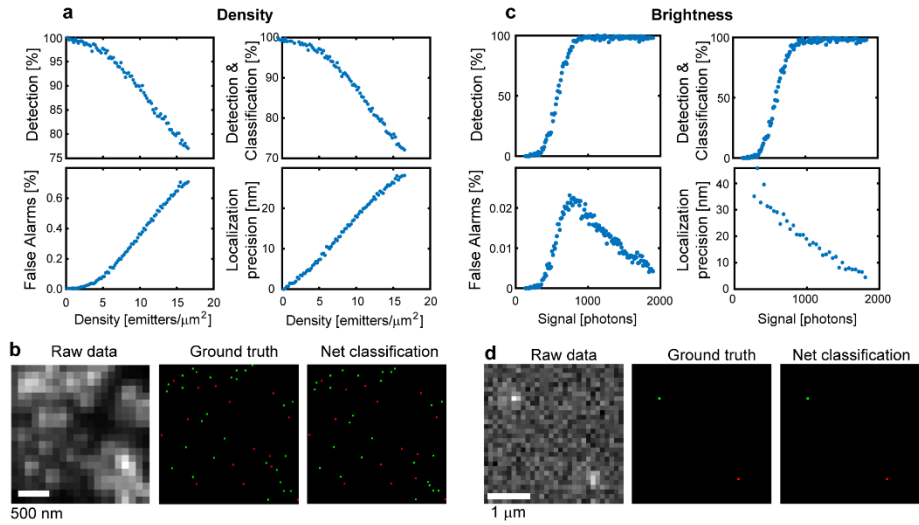 a Density
Detection [%]
100
95
90
85
80
75
Detection &
Classification [%]
100
90
80
70
False Alarms [%]
0.6
0.4
0.2
0.0
0 5 10 15 20
Density [emitters/μm²]
Localization
precision [nm]
20
10
0
0 5 10 15 20
Density [emitters/μm²]
c Brightness
Detection [%]
100
50
0
Detection &
Classification [%]
100
50
0
False Alarms [%]
0.02
0.01
0
0 1000 2000
Signal [photons]
Localization
precision [nm]
40
30
20
10
0
0 1000 2000
Signal [photons]
b Raw data Ground truth Net classification
500 nm
d Raw data Ground truth Net classification
1 μm